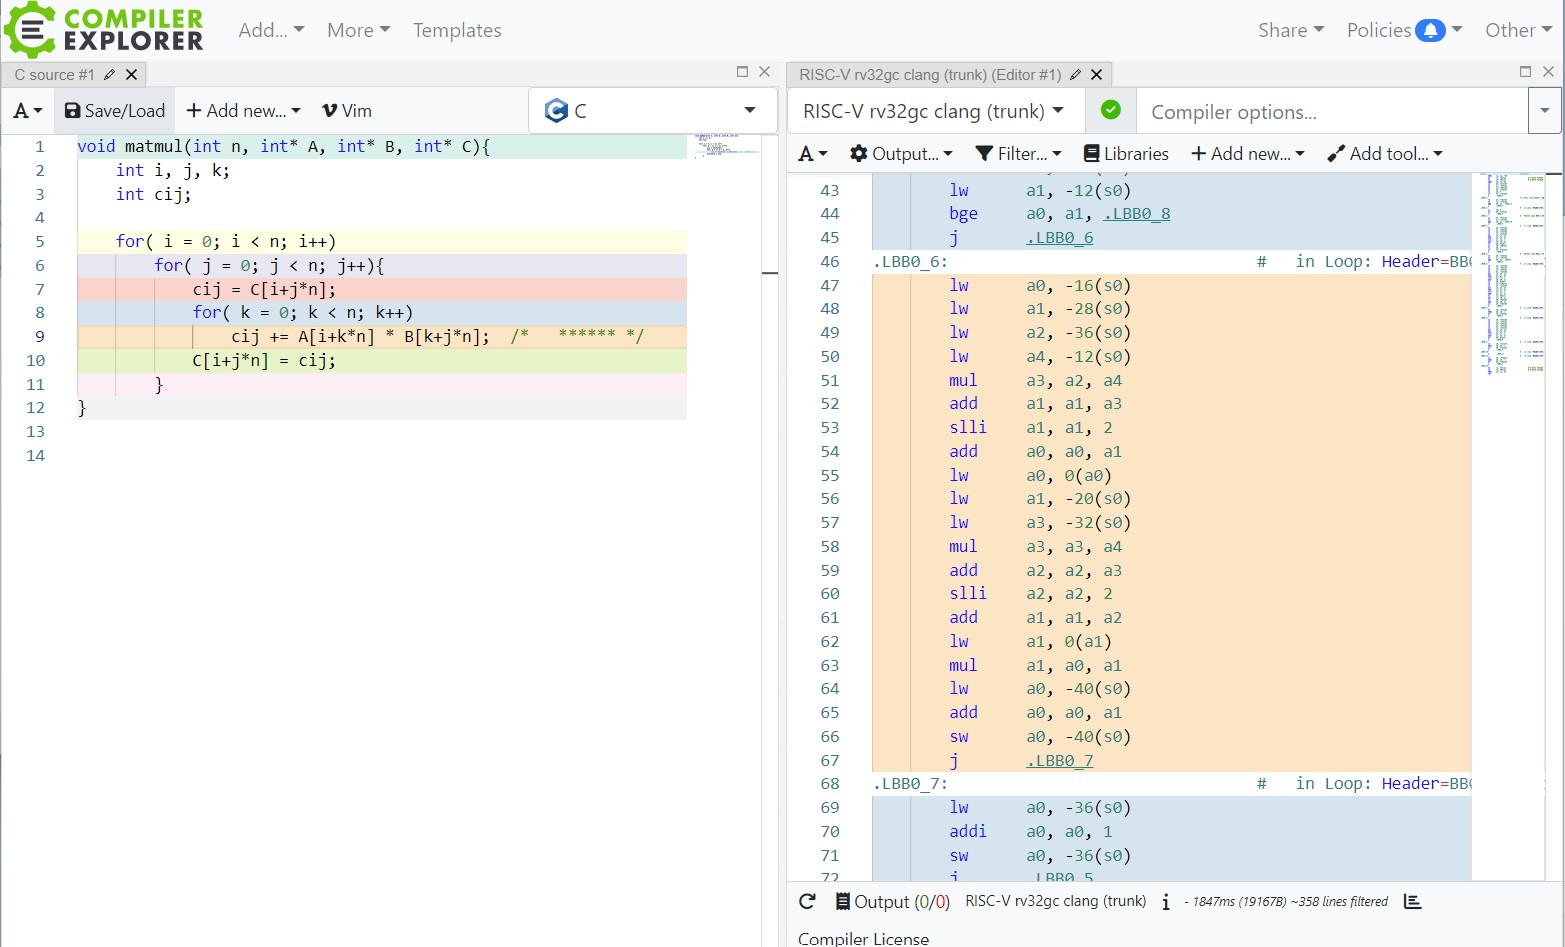 COMPILER
EXPLORER
Add...
More
Templates
Share
Policies
Other
C source #1
A
Save/Load
+ Add new...
Vim
C
1 void matmul(int n, int* A, int* B, int* C){
2 int i, j, k;
3 int cij;
4
5 for( i = 0; i < n; i++)
6 for( j = 0; j < n; j++){
7 cij = C[i+j*n];
8 for( k = 0; k < n; k++)
9 cij += A[i+k*n] * B[k+j*n]; /* ****** */
10 C[i+j*n] = cij;
11 }
12 }
13
14
RISC-V rv32gc clang (trunk) (Editor #1)
RISC-V rv32gc clang (trunk)
Compiler options...
A
Output...
Filter...
Libraries
+ Add new...
Add tool...
43 lw a1, -12(s0)
44 bge a0, a1, .LBB0_8
45 j .LBB0_6
46 .LBB0_6: # in Loop: Header=BB0
47 lw a0, -16(s0)
48 lw a1, -28(s0)
49 lw a2, -36(s0)
50 lw a4, -12(s0)
51 mul a3, a2, a4
52 add a1, a1, a3
53 slli a1, a1, 2
54 add a0, a0, a1
55 lw a0, 0(a0)
56 lw a1, -20(s0)
57 lw a3, -32(s0)
58 mul a3, a3, a4
59 add a2, a2, a3
60 slli a2, a2, 2
61 add a1, a1, a2
62 lw a1, 0(a1)
63 mul a1, a0, a1
64 lw a0, -40(s0)
65 add a0, a0, a1
66 sw a0, -40(s0)
67 j .LBB0_7
68 .LBB0_7: # in Loop: Header=BB0
69 lw a0, -36(s0)
70 addi a0, a0, 1
71 sw a0, -36(s0)
72 j .LBB0_5
Output (0/0) RISC-V rv32gc clang (trunk) i - 1847ms (19167B) ~358 lines filtered
Compiler License